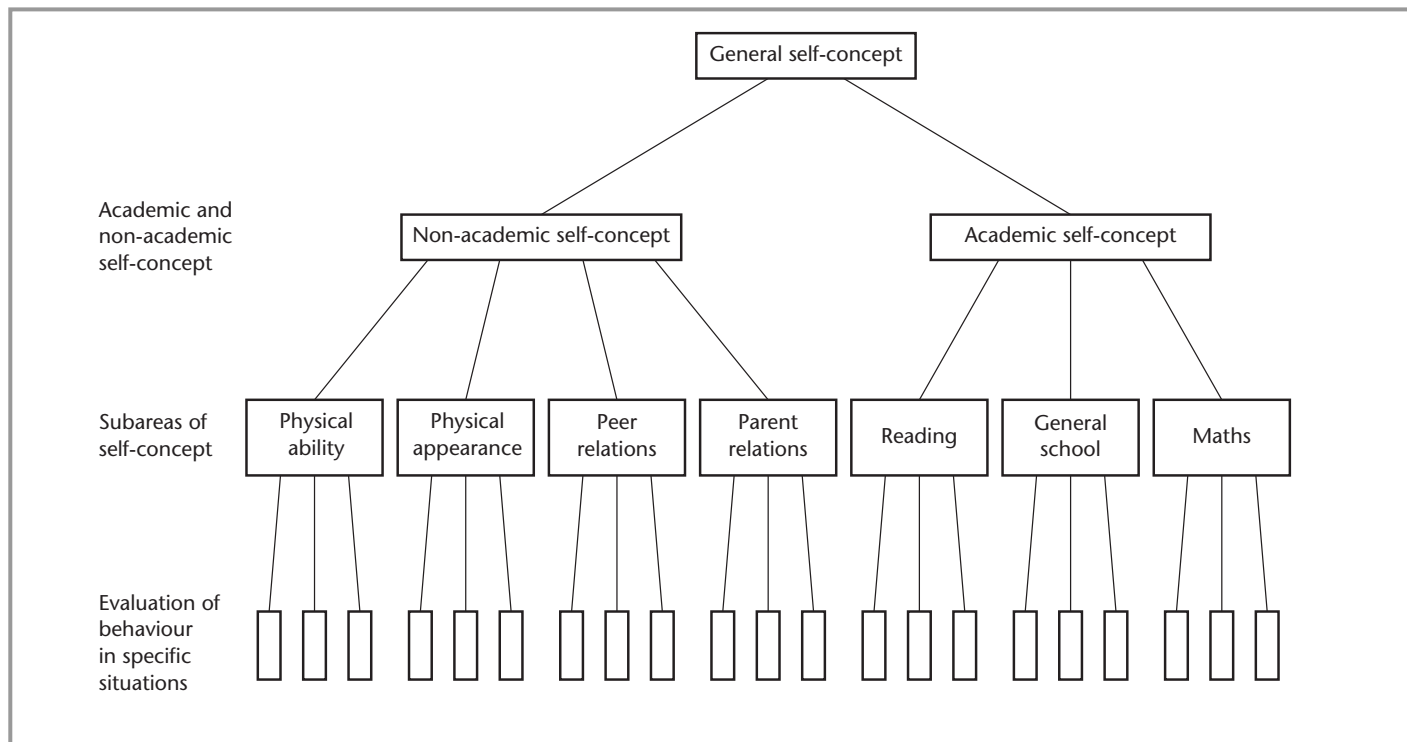 General self-concept
Academic and
non-academic
self-concept
Non-academic self-concept
Academic self-concept
Subareas of
self-concept
Physical
ability
Physical
appearance
Peer
relations
Parent
relations
Reading
General
school
Maths
Evaluation of
behaviour
in specific
situations